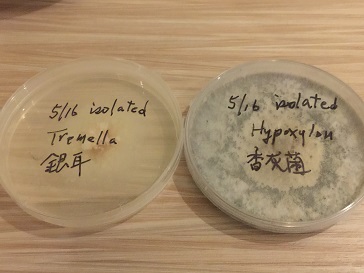 5/16 isolated
Tremella
銀耳
5/16 isolated
Hypoxylon
香灰菌